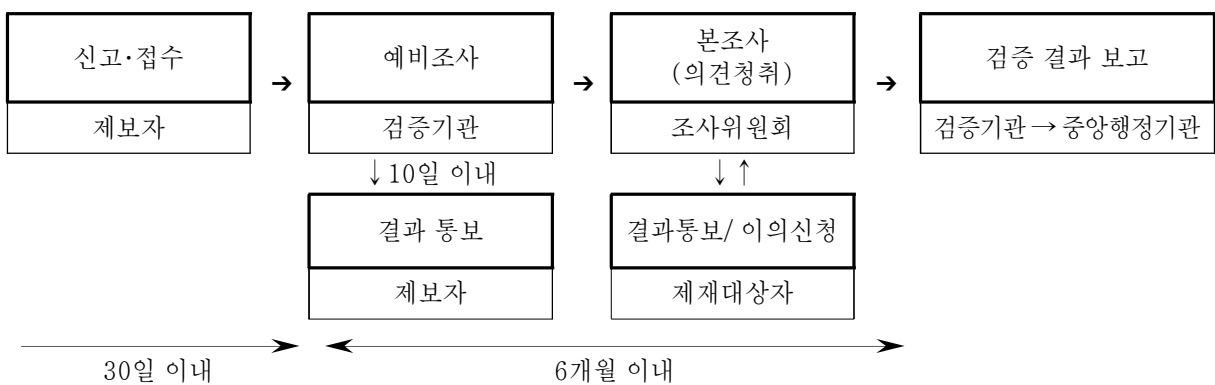 신고·접수
제보자
➔
예비조사
검증기관
➔
본조사
(의견청취)
조사위원회
➔
검증 결과 보고
검증기관→중앙행정기관
↓10일 이내
↓↑
결과 통보
제보자
결과통보/ 이의신청
제재대상자
30일 이내
6개월 이내